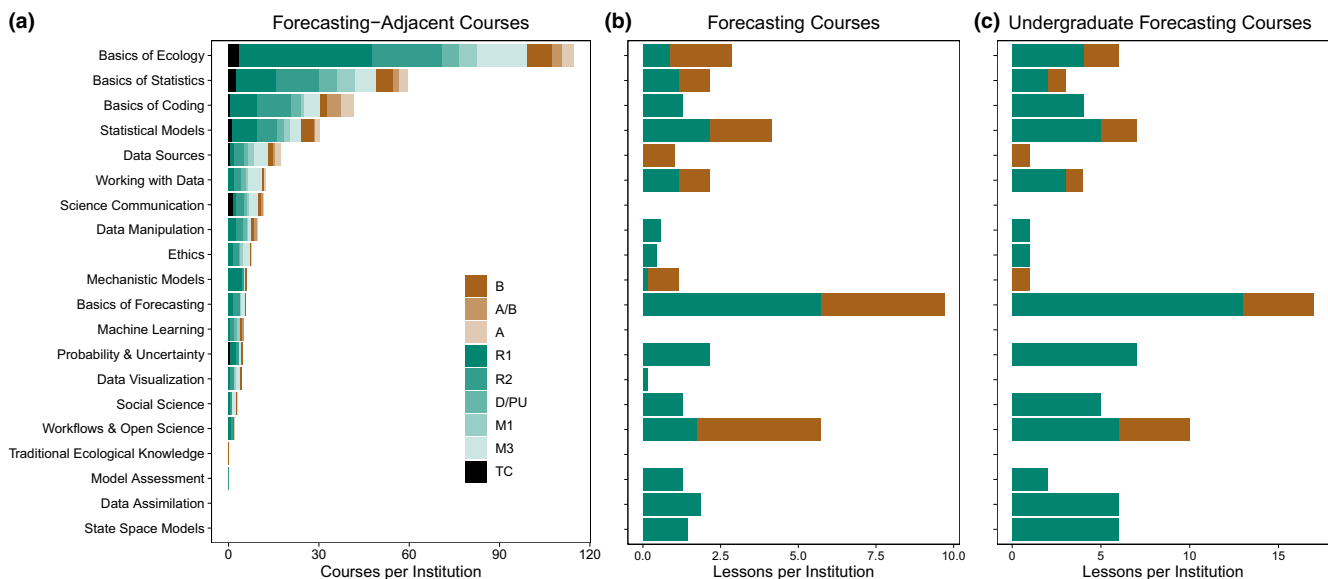 (a)
Forecasting−Adjacent Courses
(b)
Forecasting Courses
(c)
Undergraduate Forecasting Courses
Basics of Ecology
Basics of Statistics
Basics of Coding
Statistical Models
Data Sources
Working with Data
Science Communication
Data Manipulation
Ethics
Mechanistic Models
Basics of Forecasting
Machine Learning
Probability & Uncertainty
Data Visualization
Social Science
Workflows & Open Science
Traditional Ecological Knowledge
Model Assessment
Data Assimilation
State Space Models
B
A/B
A
R1
R2
D/PU
M1
M3
TC
0 30 60 90 120
Courses per Institution
0.0 2.5 5.0 7.5 10.0
Lessons per Institution
0 5 10 15
Lessons per Institution